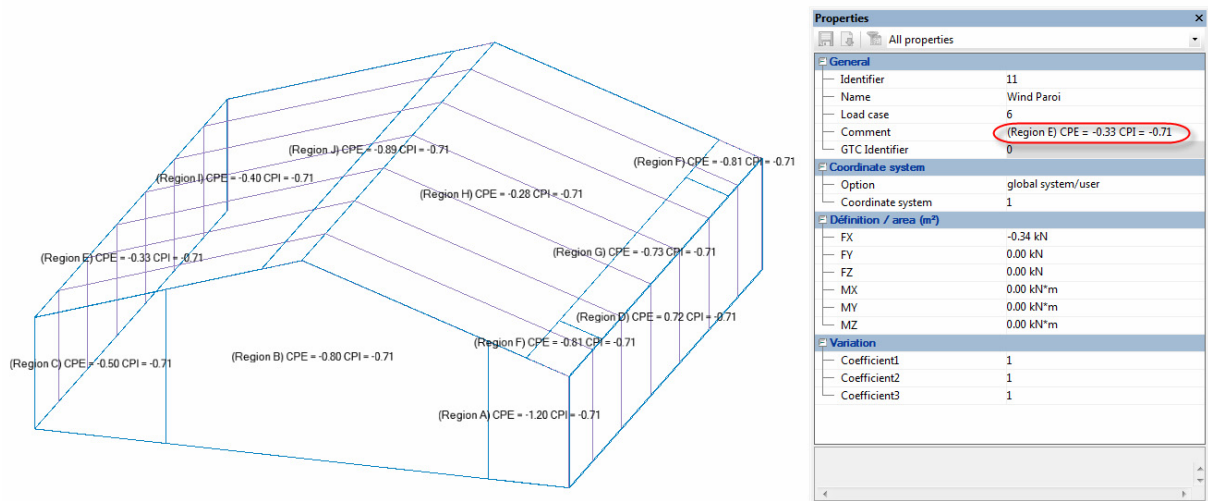 (Region J) CPE = -0.89 CPI = -0.71
(Region F) CPE = -0.81 CPI = -0.71
(Region I) CPE = -0.40 CPI = -0.71
(Region H) CPE = -0.28 CPI = -0.71
(Region E) CPE = -0.33 CPI = -0.71
(Region G) CPE = -0.73 CPI = -0.71
(Region D) CPE = 0.72 CPI = -0.71
(Region F) CPE = -0.81 CPI = -0.71
(Region C) CPE = -0.50 CPI = -0.71
(Region B) CPE = -0.80 CPI = -0.71
(Region A) CPE = -1.20 CPI = -0.71
Properties
All properties
General
Identifier 11
Name Wind Paroi
Load case 6
Comment (Region E) CPE = -0.33 CPI = -0.71
GTC Identifier 0
Coordinate system
Option global system/user
Coordinate system 1
Définition / area (m²)
FX -0.34 kN
FY 0.00 kN
FZ 0.00 kN
MX 0.00 kN*m
MY 0.00 kN*m
MZ 0.00 kN*m
Variation
Coefficient1 1
Coefficient2 1
Coefficient3 1